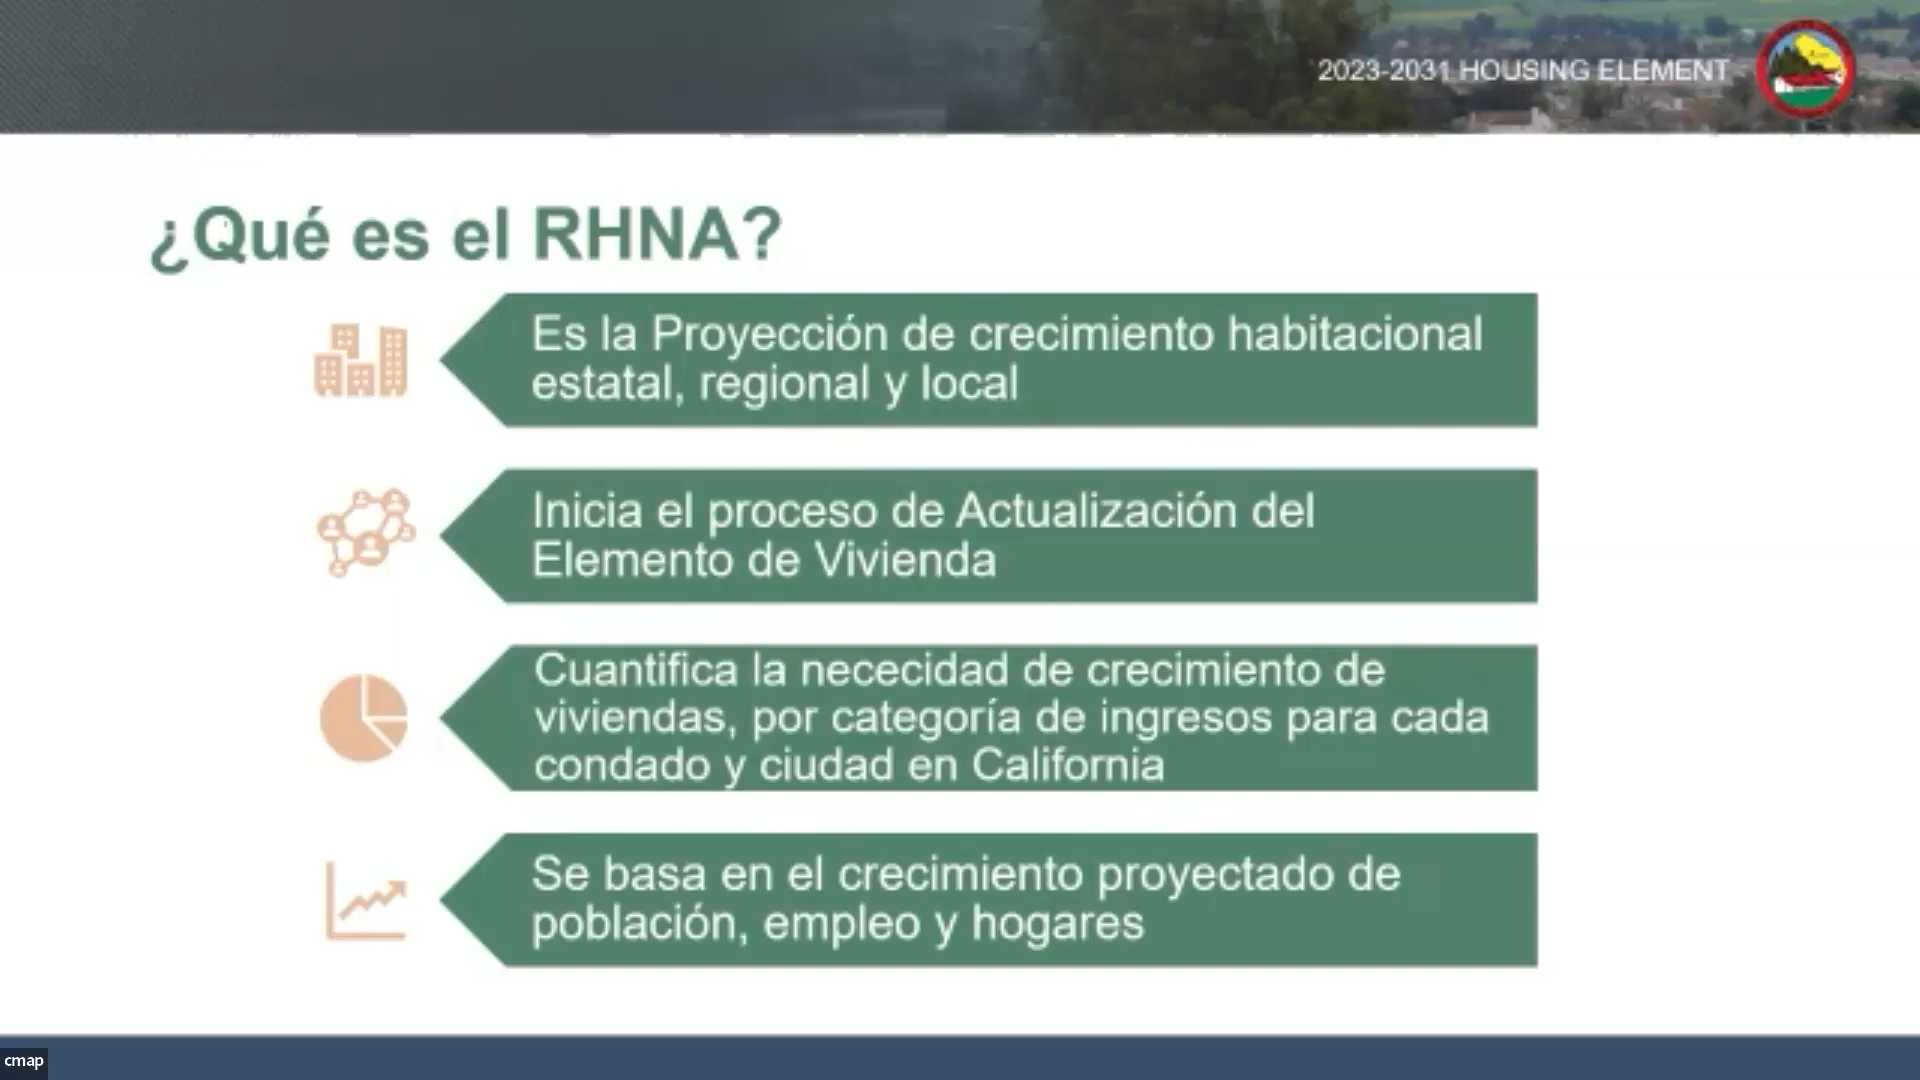 2023-2031 HOUSING ELEMENT
¿Qué es el RHNA?
Es la Proyección de crecimiento habitacional
estatal, regional y local
Inicia el proceso de Actualización del
Elemento de Vivienda
Cuantifica la nececidad de crecimiento de
viviendas, por categoría de ingresos para cada
condado y ciudad en California
Se basa en el crecimiento proyectado de
población, empleo y hogares
cmap